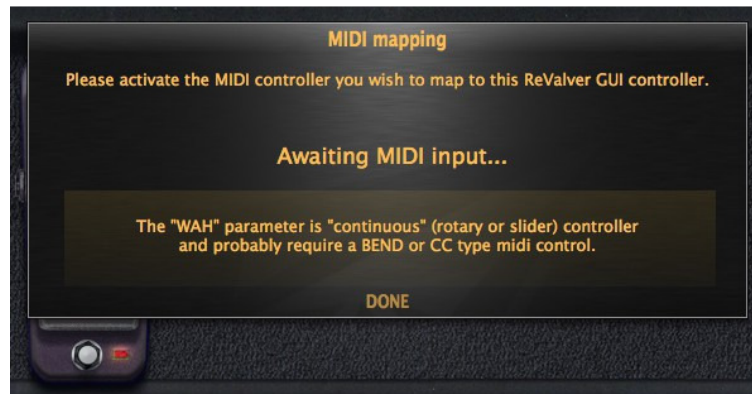 MIDI mapping
Please activate the MIDI controller you wish to map to this ReValver GUI controller.
Awaiting MIDI input...
The "WAH" parameter is "continuous" (rotary or slider) controller
and probably require a BEND or CC type midi control.
DONE